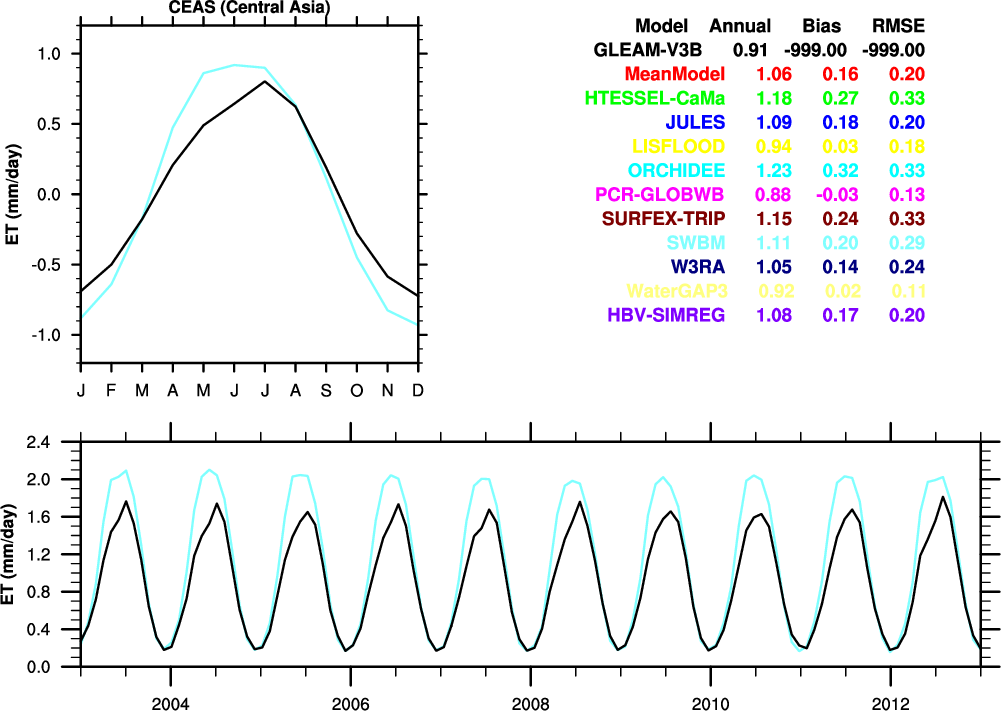 CEAS (Central Asia)
Model Annual Bias RMSE
GLEAM-V3B 0.91 -999.00 -999.00
MeanModel 1.06 0.16 0.20
HTESSEL-CaMa 1.18 0.27 0.33
JULES 1.09 0.18 0.20
LISFLOOD 0.94 0.03 0.18
ORCHIDEE 1.23 0.32 0.33
PCR-GLOBWB 0.88 -0.03 0.13
SURFEX-TRIP 1.15 0.24 0.33
SWBM 1.11 0.20 0.29
W3RA 1.05 0.14 0.24
WaterGAP3 0.92 0.02 0.11
HBV-SIMREG 1.08 0.17 0.20
ET (mm/day)
1.0
0.5
0.0
-0.5
-1.0
J F M A M J J A S O N D
ET (mm/day)
2.4
2.0
1.6
1.2
0.8
0.4
0.0
2004 2006 2008 2010 2012